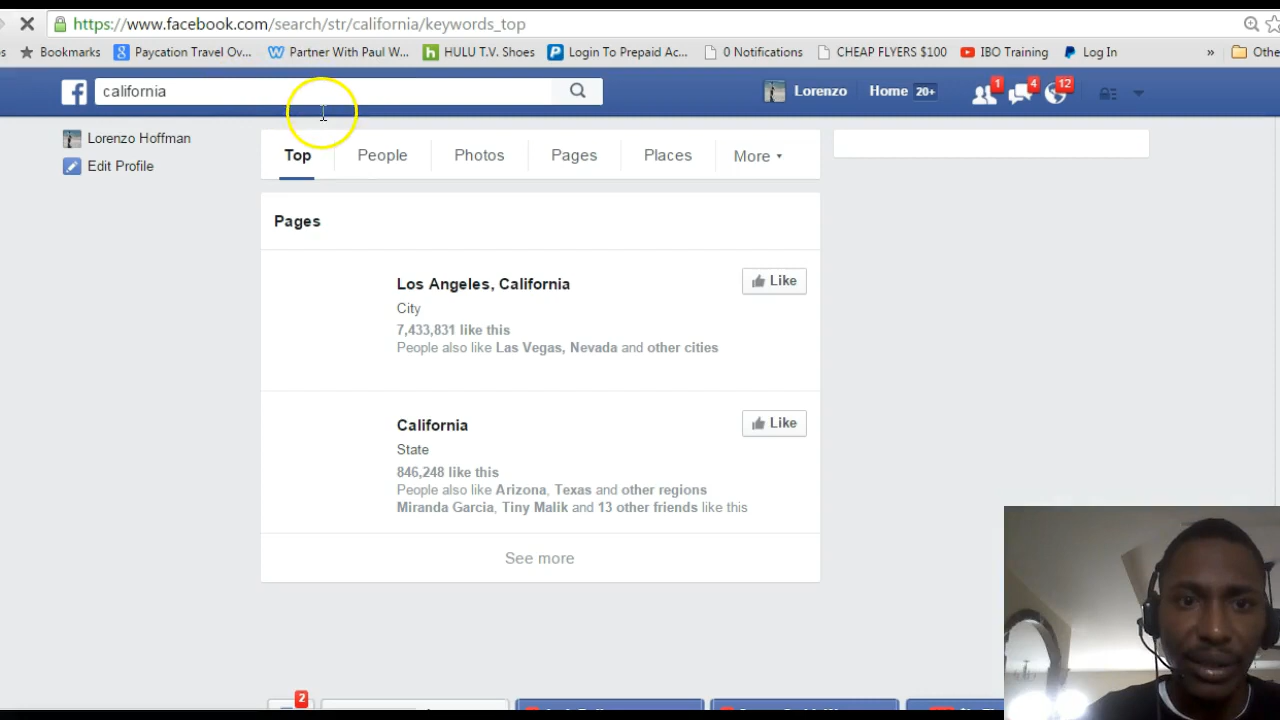 https://www.facebook.com/search/str/california/keywords_top
Bookmarks
Paycation Travel Ov...
Partner With Paul W...
HULU T.V. Shoes
Login To Prepaid Ac...
0 Notifications
CHEAP FLYERS $100
IBO Training
Log In
»
Othe
california
Lorenzo
Home 20+
1
4
12
Lorenzo Hoffman
Edit Profile
Top
People
Photos
Pages
Places
More
Pages
Los Angeles, California
Like
City
7,433,831 like this
People also like Las Vegas, Nevada and other cities
California
Like
State
846,248 like this
People also like Arizona, Texas and other regions
Miranda Garcia, Tiny Malik and 13 other friends like this
See more
2